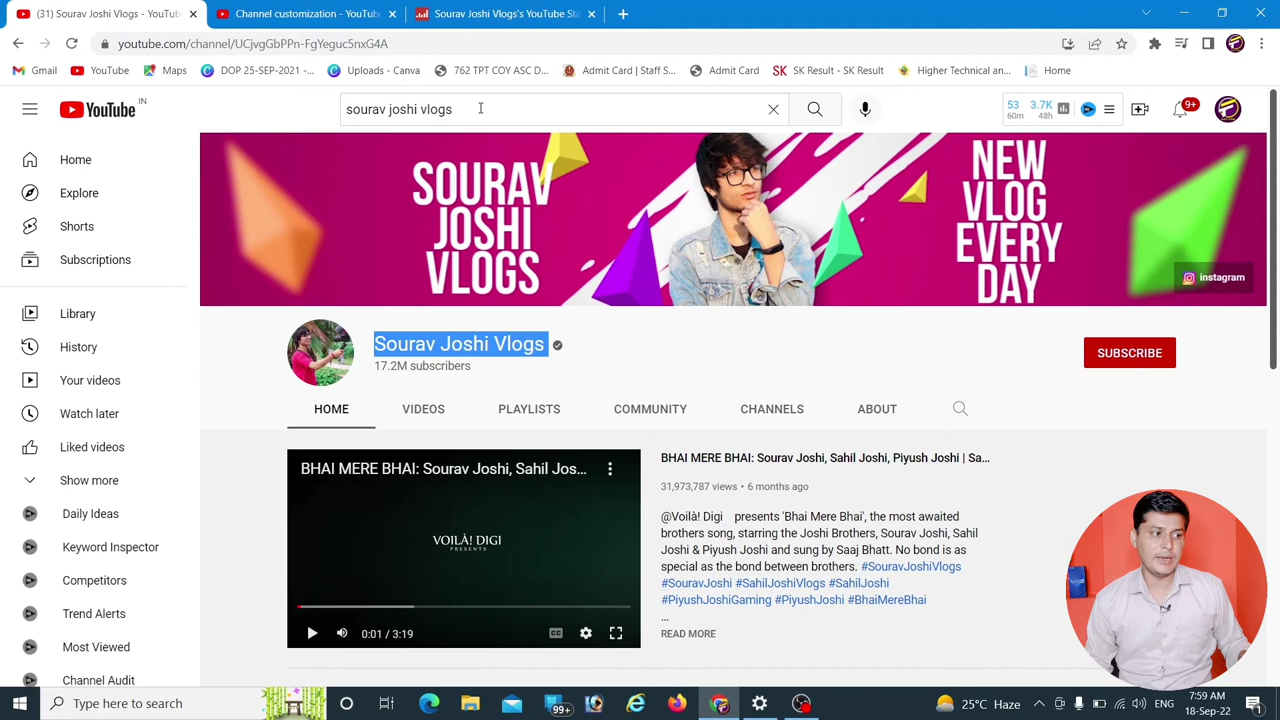 (31) Sourav Joshi Vlogs - YouTub
Channel customization - YouTub
Sourav Joshi Vlogs's YouTube Sta
youtube.com/channel/UCjvgGbPPn-FgYeguc5nxG4A
Gmail
YouTube
Maps
DOP 25-SEP-2021 -...
Uploads - Canva
762 TPT COY ASC D...
Admit Card | Staff S...
Admit Card
SK Result - SK Result...
Higher Technical an...
Home
YouTube IN
sourav joshi vlogs
53 60m
3.7K 48h
9+
Home
Explore
Shorts
Subscriptions
Library
History
Your videos
Watch later
Liked videos
Show more
Daily Ideas
Keyword Inspector
Competitors
Trend Alerts
Most Viewed
Channel Audit
SOURAV
JOSHI
VLOGS
NEW
VLOG
EVERY
DAY
instagram
Sourav Joshi Vlogs
17.2M subscribers
SUBSCRIBE
HOME
VIDEOS
PLAYLISTS
COMMUNITY
CHANNELS
ABOUT
BHAI MERE BHAI: Sourav Joshi, Sahil Jos...
VOILÀ! DIGI
PRESENTS
0:01 / 3:19
BHAI MERE BHAI: Sourav Joshi, Sahil Joshi, Piyush Joshi | Sa...
31,973,787 views • 6 months ago
@Voilà! Digi presents 'Bhai Mere Bhai', the most awaited
brothers song, starring the Joshi Brothers, Sourav Joshi, Sahil
Joshi & Piyush Joshi and sung by Saaj Bhatt. No bond is as
special as the bond between brothers. #SouravJoshiVlogs
#SouravJoshi #SahilJoshiVlogs #SahilJoshi
#PiyushJoshiGaming #PiyushJoshi #BhaiMereBhai
...
READ MORE
Type here to search
99+
25°C Haze
ENG
7:59 AM
18-Sep-22